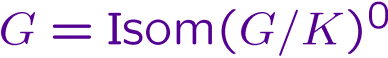 G = Isom(G/K)⁰